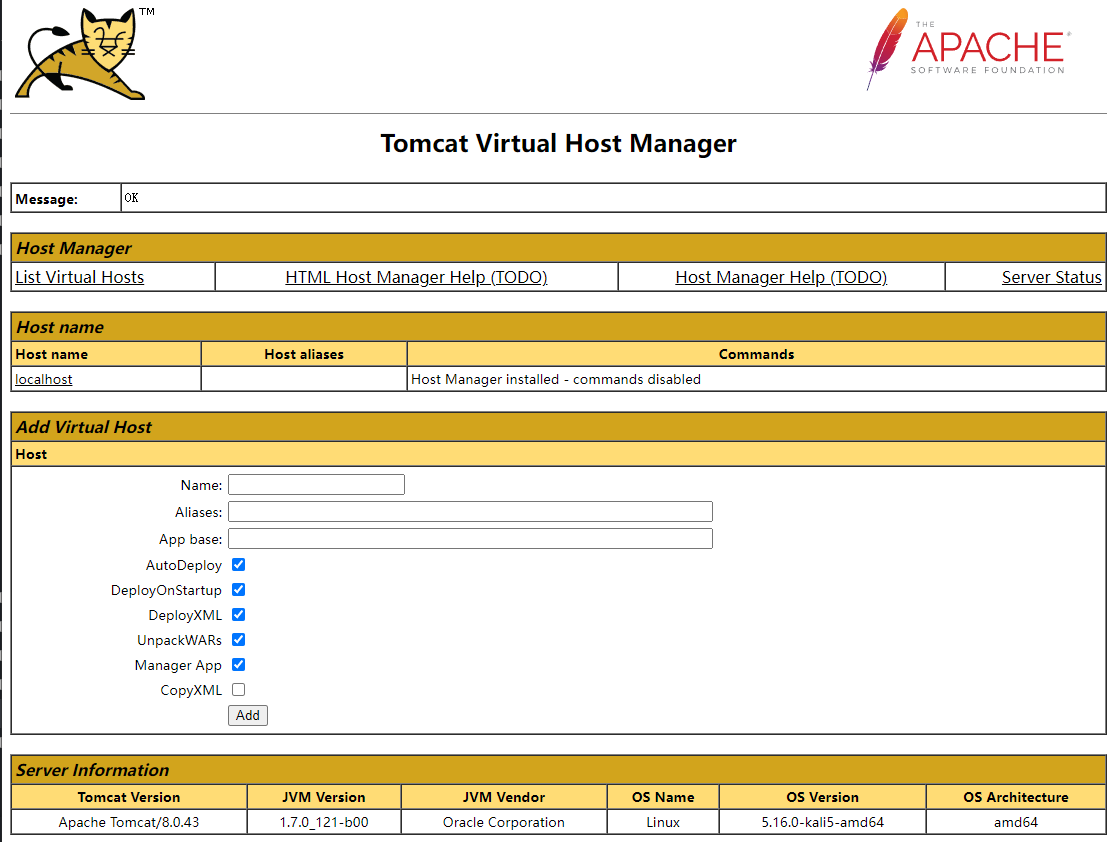 TM
THE
APACHE®
SOFTWARE FOUNDATION
Tomcat Virtual Host Manager
Message: OK
Host Manager
List Virtual Hosts HTML Host Manager Help (TODO) Host Manager Help (TODO) Server Status
Host name
Host name Host aliases Commands
localhost Host Manager installed - commands disabled
Add Virtual Host
Host
Name:
Aliases:
App base:
AutoDeploy
DeployOnStartup
DeployXML
UnpackWARs
Manager App
CopyXML
Add
Server Information
Tomcat Version JVM Version JVM Vendor OS Name OS Version OS Architecture
Apache Tomcat/8.0.43 1.7.0_121-b00 Oracle Corporation Linux 5.16.0-kali5-amd64 amd64